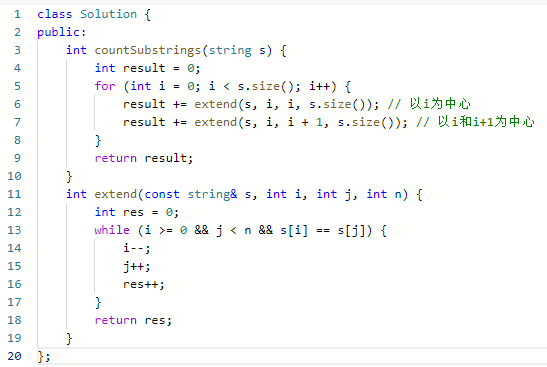 1 class Solution {
2 public:
3     int countSubstrings(string s) {
4         int result = 0;
5         for (int i = 0; i < s.size(); i++) {
6             result += extend(s, i, i, s.size()); // 以i为中心
7             result += extend(s, i, i + 1, s.size()); // 以i和i+1为中心
8         }
9         return result;
10     }
11     int extend(const string& s, int i, int j, int n) {
12         int res = 0;
13         while (i >= 0 && j < n && s[i] == s[j]) {
14             i--;
15             j++;
16             res++;
17         }
18         return res;
19     }
20 };